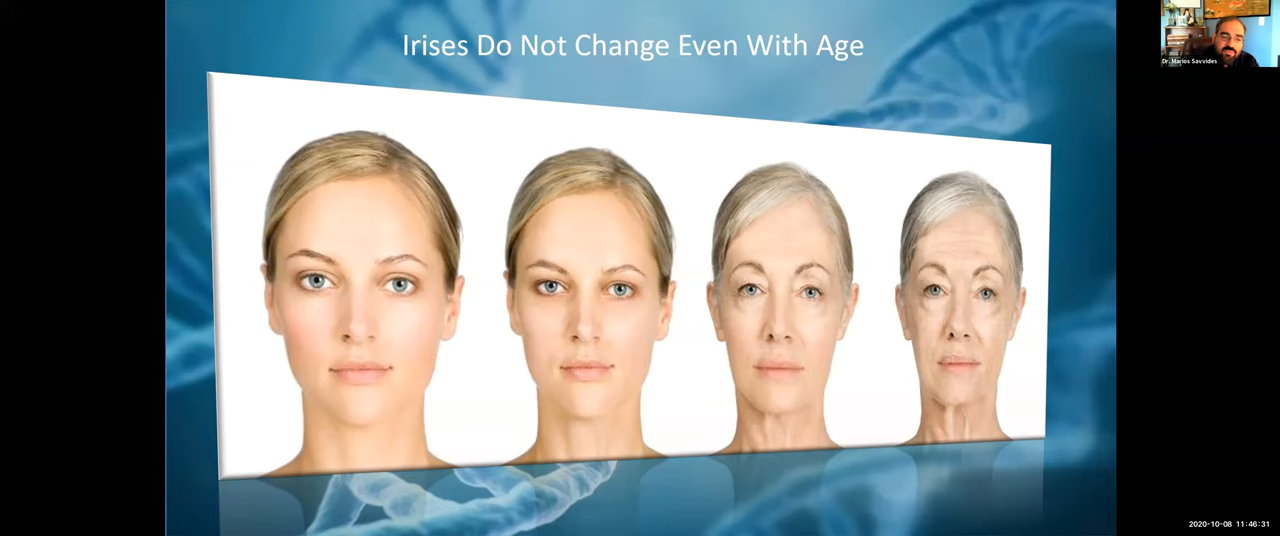 Irises Do Not Change Even With Age
Dr. Marios Savvides
2020-10-08 11:46:31